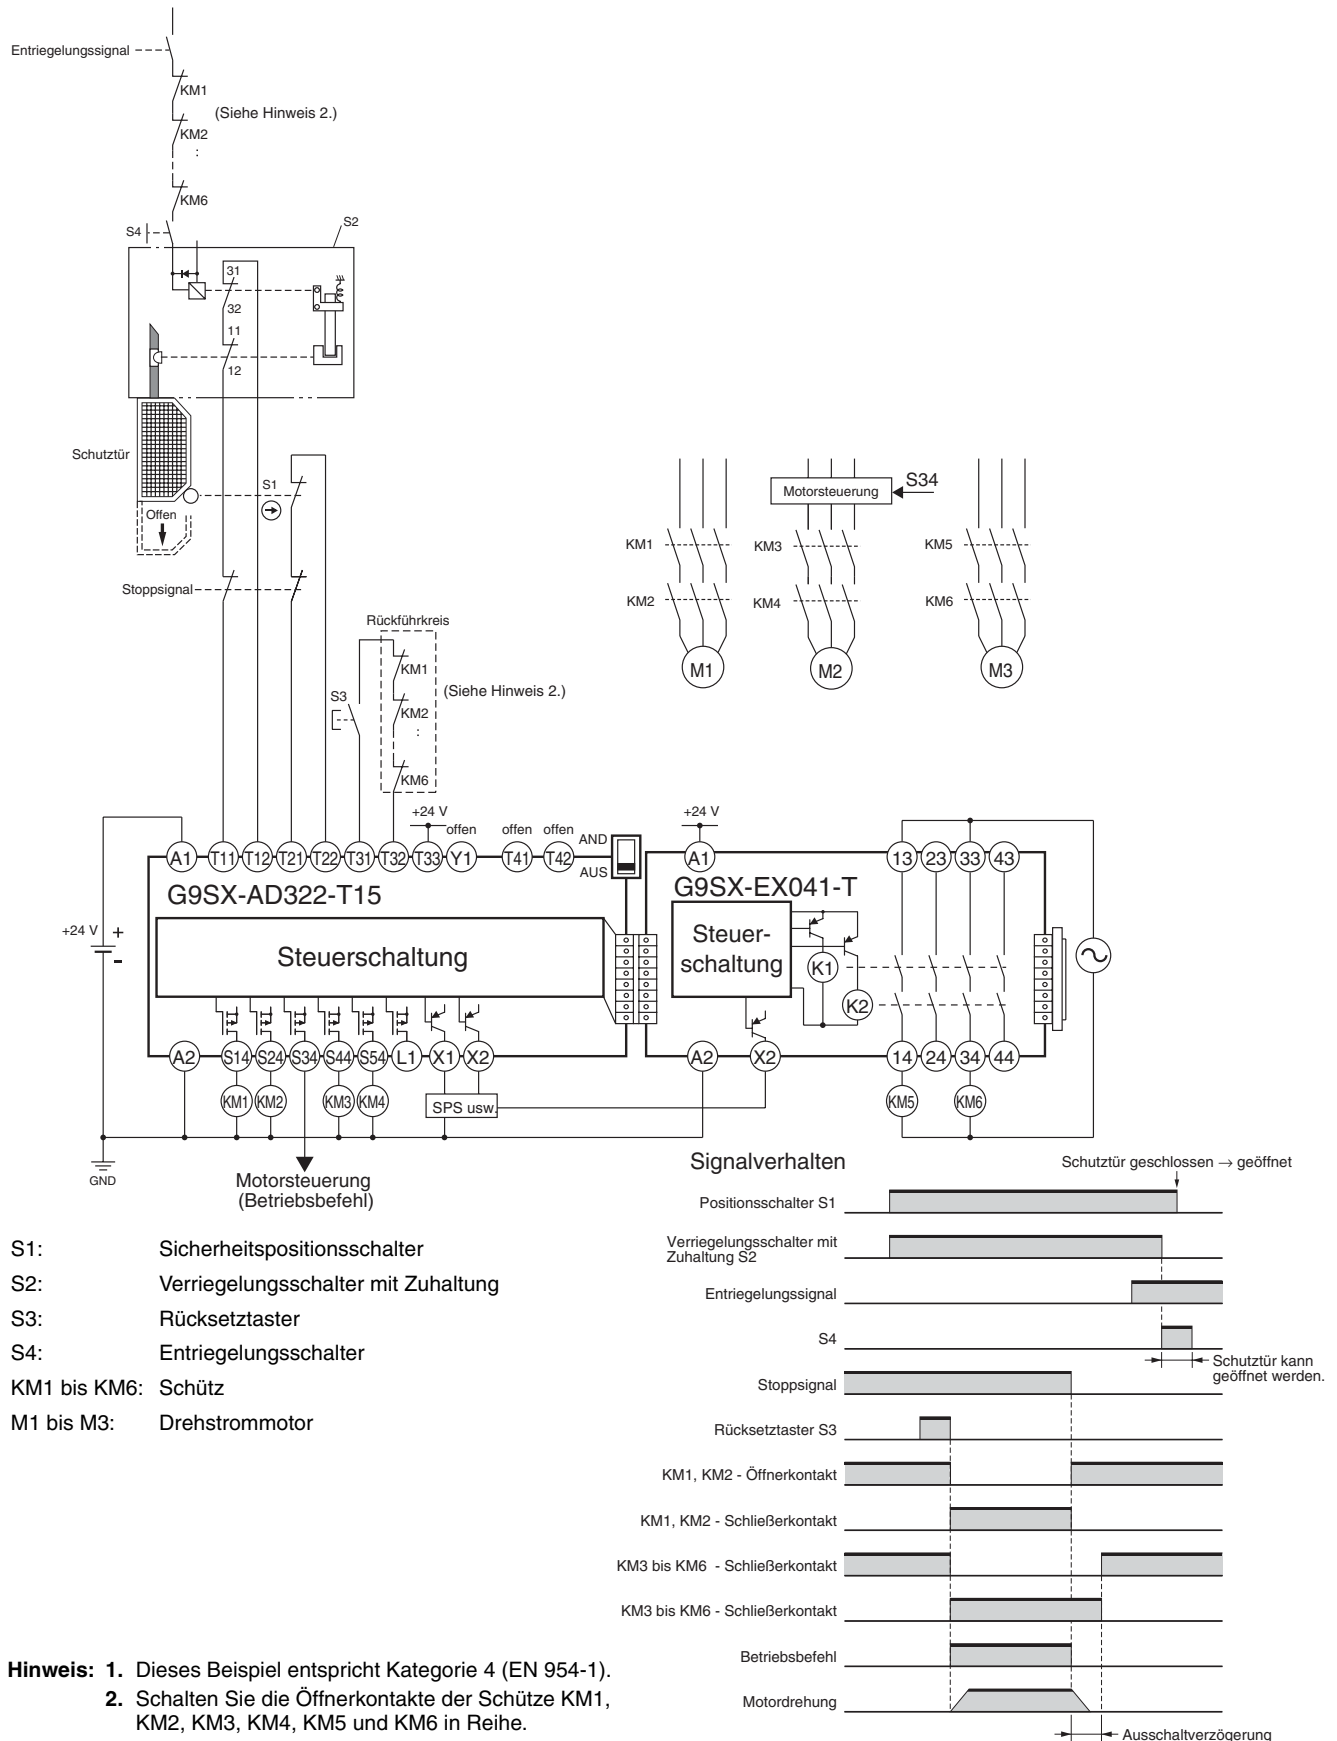 Entriegelungssignal
KM1
(Siehe Hinweis 2.)
KM2
:
KM6
S4
S2
31
32
11
12
Schutztür
S1
Offen
Stoppsignal
Rückführkreis
KM1
S3
(Siehe Hinweis 2.)
KM2
:
KM6
Motorsteuerung
S34
KM1
KM3
KM5
KM2
KM4
KM6
M1
M2
M3
+24 V
offen
offen
offen
AND
AUS
A1
T11
T12
T21
T22
T31
T32
T33
Y1
T41
T42
G9SX-AD322-T15
+24 V
+
-
Steuerschaltung
A2
S14
S24
S34
S44
S54
L1
X1
X2
KM1
KM2
KM3
KM4
SPS usw.
GND
Motorsteuerung
(Betriebsbefehl)
+24 V
A1
13
23
33
43
G9SX-EX041-T
Steuer-
schaltung
K1
K2
A2
X2
14
24
34
44
KM5
KM6
Signalverhalten
Schutztür geschlossen → geöffnet
Positionsschalter S1
Verriegelungsschalter mit
Zuhaltung S2
Entriegelungssignal
S4
Schutztür kann
geöffnet werden.
Stoppsignal
Rücksetztaster S3
KM1, KM2 - Öffnerkontakt
KM1, KM2 - Schließerkontakt
KM3 bis KM6 - Schließerkontakt
KM3 bis KM6 - Schließerkontakt
Betriebsbefehl
Motordrehung
Ausschaltverzögerung
S1: Sicherheitspositionsschalter
S2: Verriegelungsschalter mit Zuhaltung
S3: Rücksetztaster
S4: Entriegelungsschalter
KM1 bis KM6: Schütz
M1 bis M3: Drehstrommotor
Hinweis: 1. Dieses Beispiel entspricht Kategorie 4 (EN 954-1).
2. Schalten Sie die Öffnerkontakte der Schütze KM1,
KM2, KM3, KM4, KM5 und KM6 in Reihe.